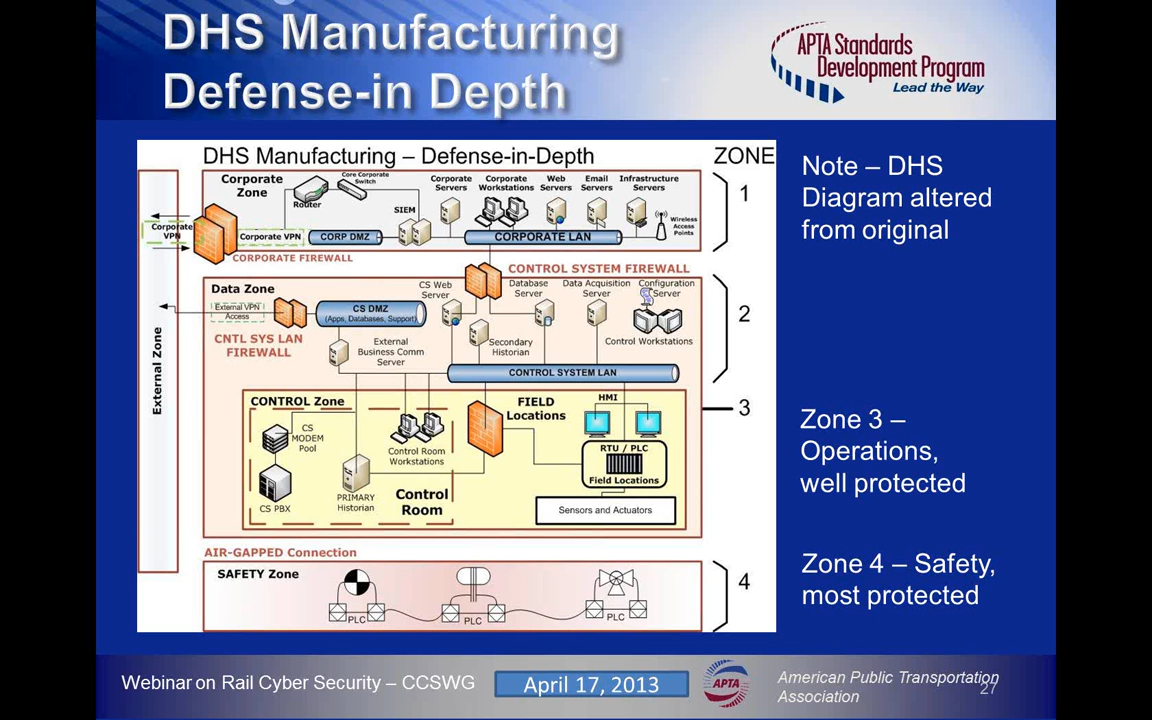 DHS Manufacturing
Defense-in Depth
APTA Standards
Development Program
Lead the Way
DHS Manufacturing – Defense-in-Depth
ZONE
Corporate
Zone
Router
Core Corporate
Switch
SIEM
Corporate
Servers
Corporate
Workstations
Web
Servers
Email
Servers
Infrastructure
Servers
Wireless
Access
Points
1
Corporate
VPN
Corporate VPN
CORP DMZ
CORPORATE LAN
CORPORATE FIREWALL
CONTROL SYSTEM FIREWALL
Data Zone
External VPN
Access
CS DMZ
(Apps, Databases, Support)
CS Web
Server
Database
Server
Data Acquisition
Server
Configuration
Server
2
CNTL SYS LAN
FIREWALL
External
Business Comm
Server
Secondary
Historian
Control Workstations
CONTROL SYSTEM LAN
External Zone
CONTROL Zone
FIELD
Locations
HMI
3
CS
MODEM
Pool
Control Room
Workstations
RTU / PLC
Field Locations
CS PBX
PRIMARY
Historian
Control
Room
Sensors and Actuators
AIR-GAPPED Connection
SAFETY Zone
PLC
PLC
PLC
4
Note – DHS
Diagram altered
from original
Zone 3 –
Operations,
well protected
Zone 4 – Safety,
most protected
Webinar on Rail Cyber Security – CCSWG
April 17, 2013
APTA
American Public Transportation
Association
27